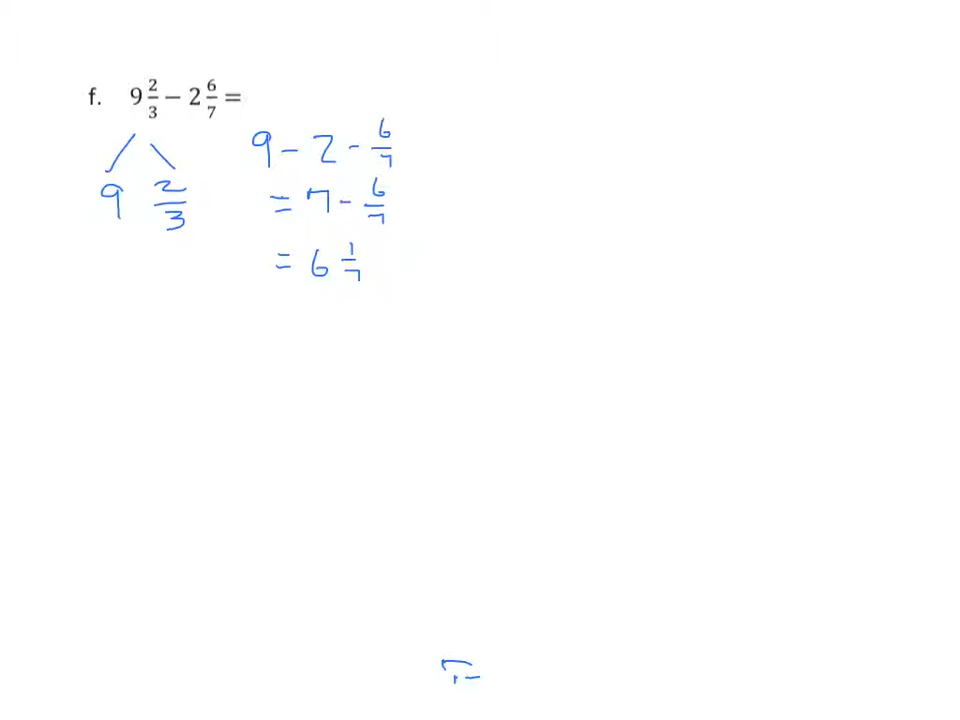 f. 9 2/3 − 2 6/7 =
9 2/3
9 - 2 - 6/7
= 7 - 6/7
= 6 1/7